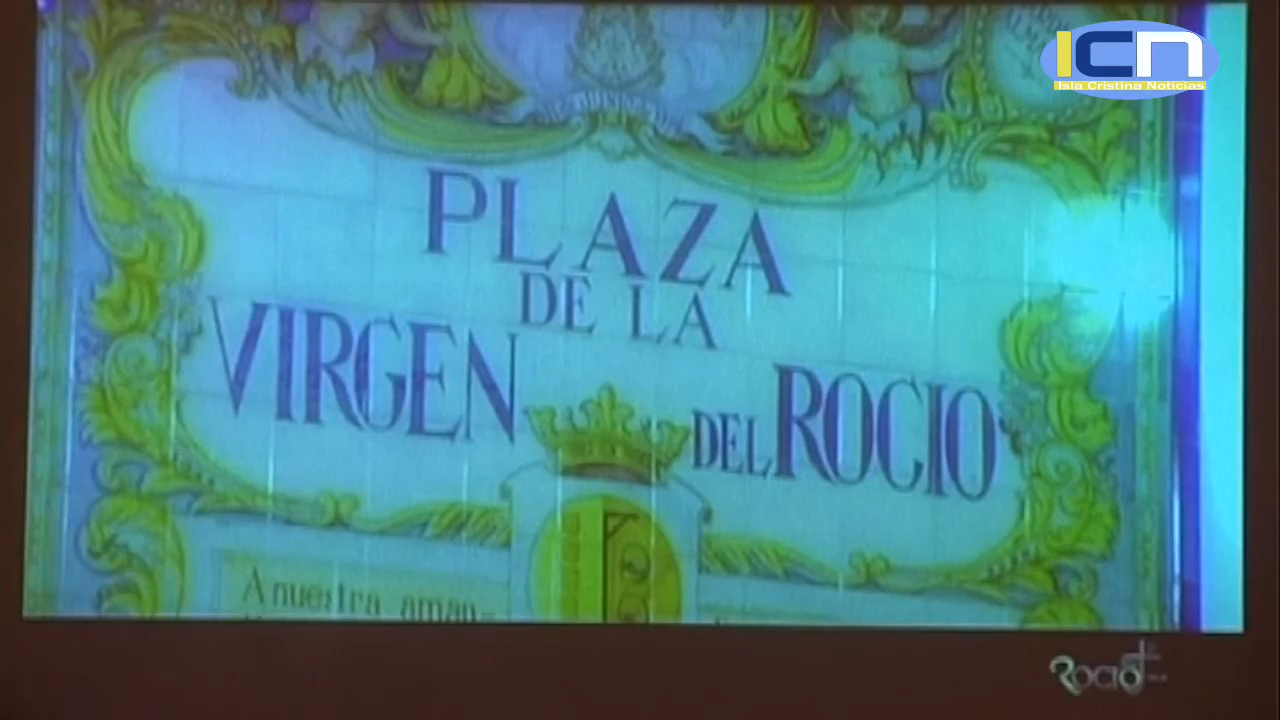 ICN
Isla Cristina Noticias
PLAZA
DE LA
VIRGEN DEL ROCIO
A nuestra aman-
Rocio